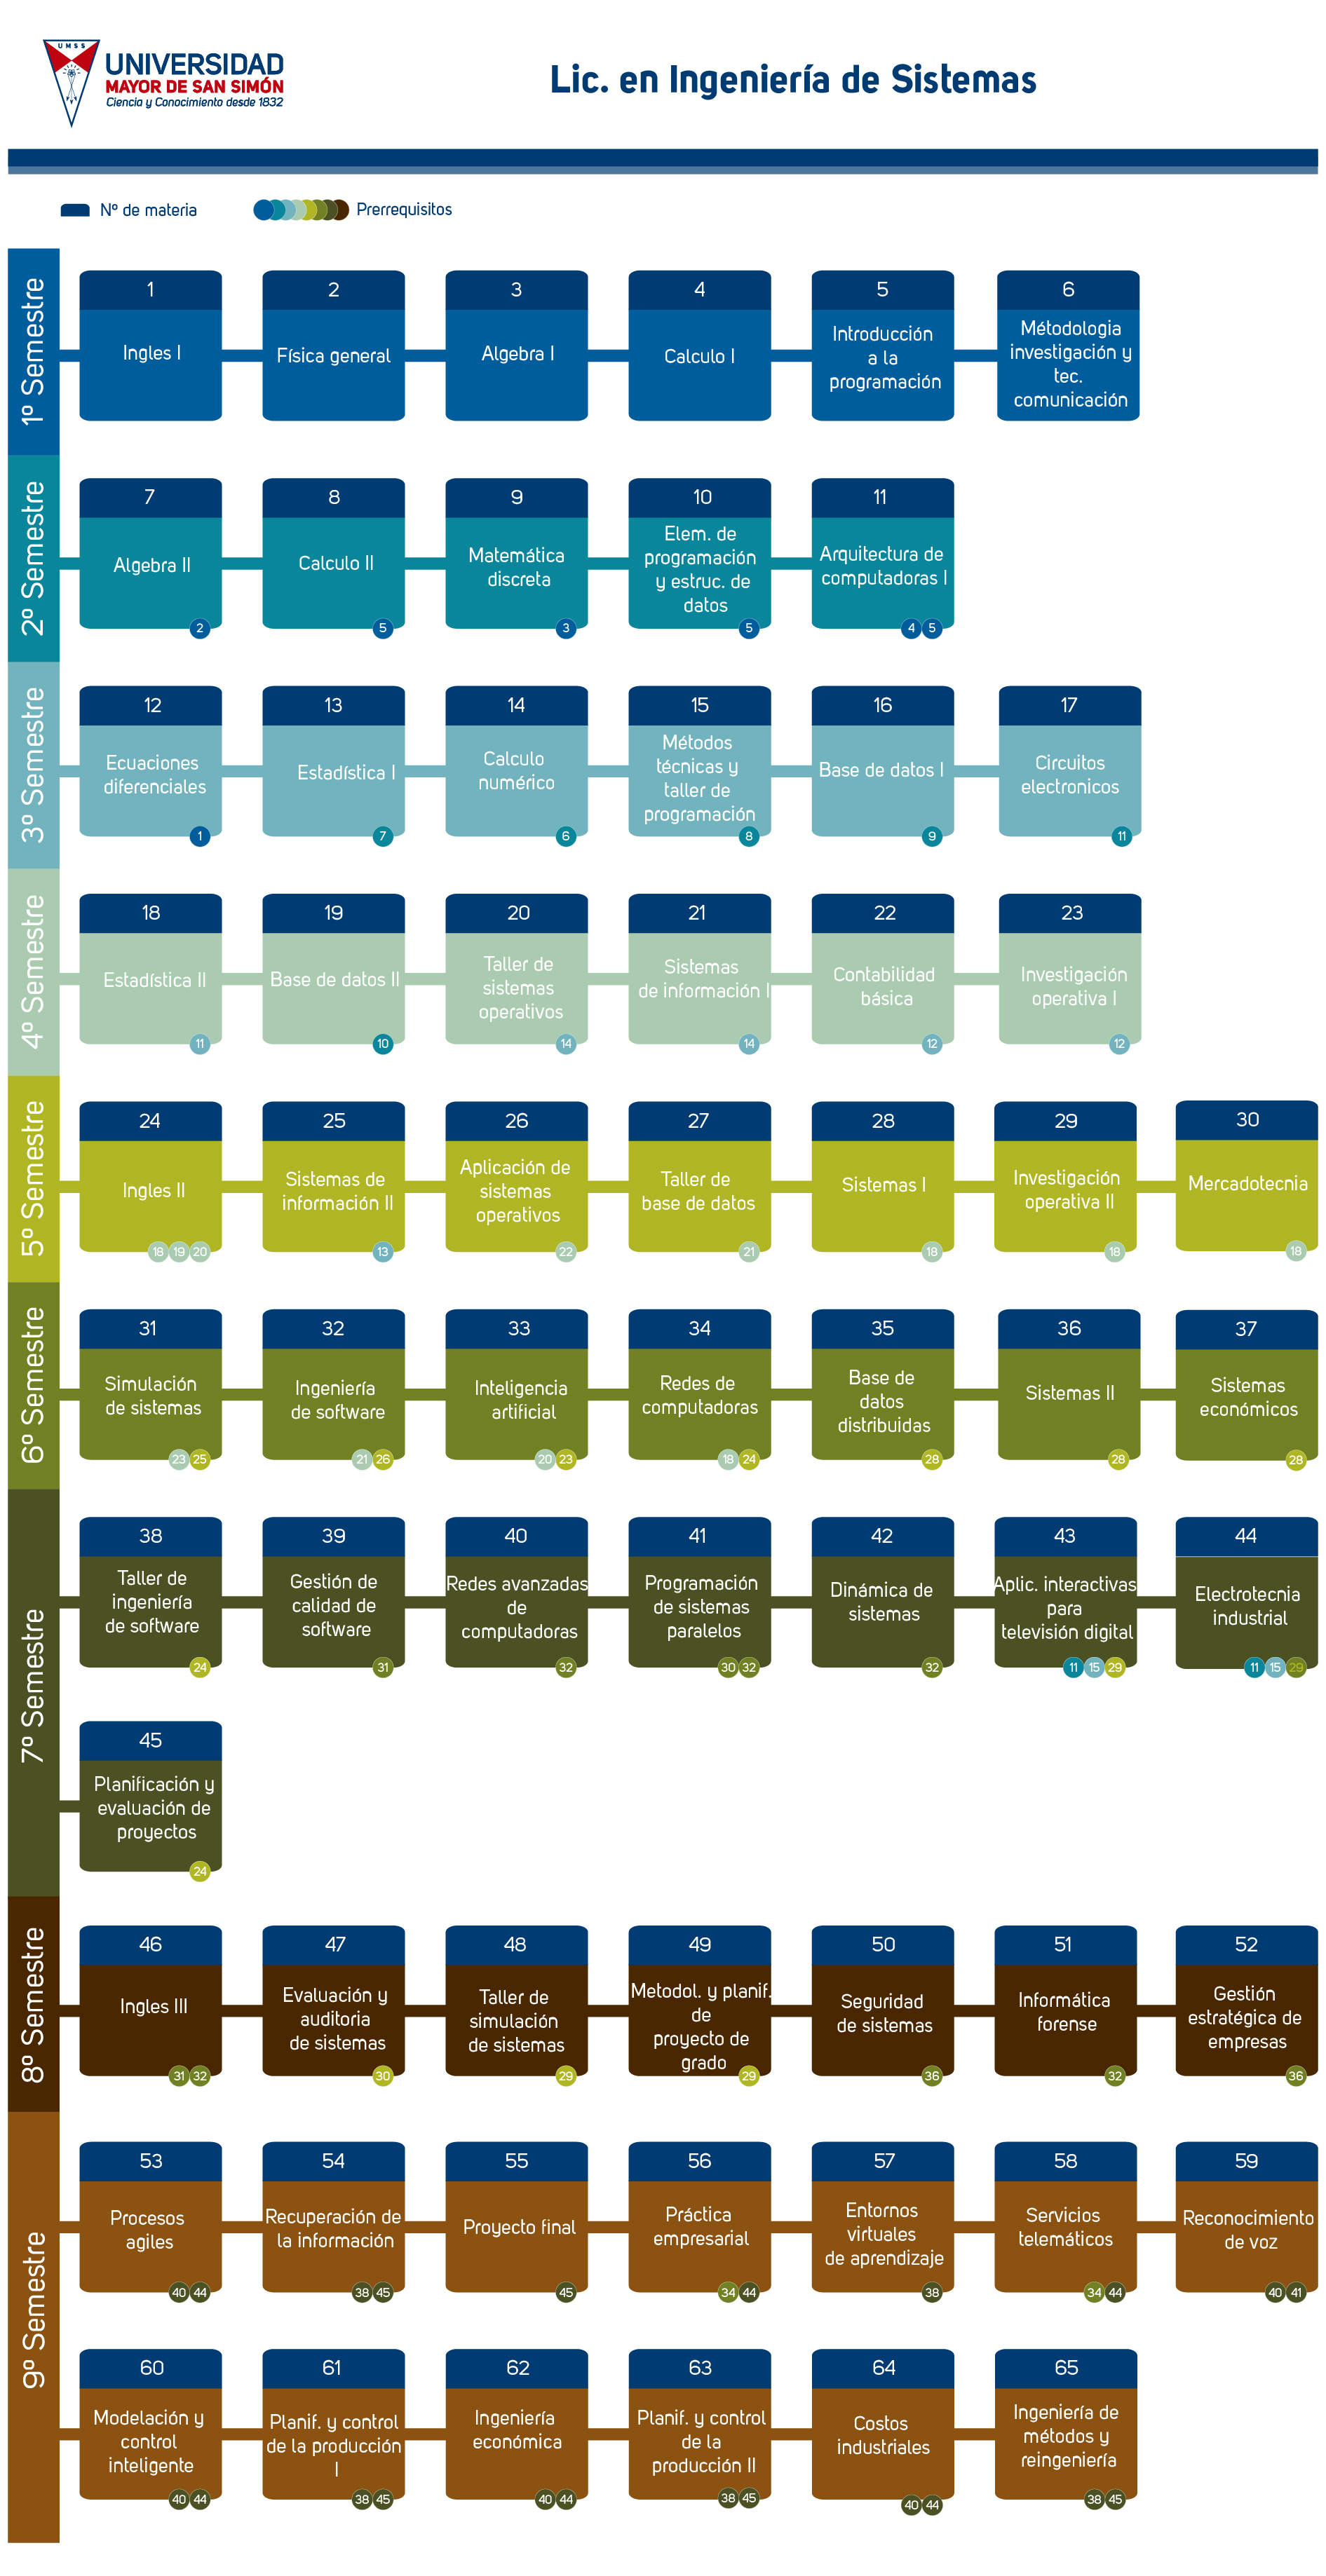 UMSS
UNIVERSIDAD
MAYOR DE SAN SIMÓN
Ciencia y Conocimiento desde 1832
Lic. en Ingeniería de Sistemas
Nº de materia
Prerrequisitos
1º Semestre
1
Ingles I
2
Física general
3
Algebra I
4
Calculo I
5
Introducción
a la
programación
6
Métodologia
investigación y
tec.
comunicación
2º Semestre
7
Algebra II
2
8
Calculo II
5
9
Matemática
discreta
3
10
Elem. de
programación
y estruc. de
datos
5
11
Arquitectura de
computadoras I
4 5
3º Semestre
12
Ecuaciones
diferenciales
1
13
Estadística I
7
14
Calculo
numérico
6
15
Métodos
técnicas y
taller de
programación
8
16
Base de datos I
9
17
Circuitos
electronicos
11
4º Semestre
18
Estadística II
11
19
Base de datos II
10
20
Taller de
sistemas
operativos
14
21
Sistemas
de información I
14
22
Contabilidad
básica
12
23
Investigación
operativa I
12
5º Semestre
24
Ingles II
18 19 20
25
Sistemas de
información II
13
26
Aplicación de
sistemas
operativos
22
27
Taller de
base de datos
21
28
Sistemas I
18
29
Investigación
operativa II
18
30
Mercadotecnia
18
6º Semestre
31
Simulación
de sistemas
23 25
32
Ingeniería
de software
21 26
33
Inteligencia
artificial
20 23
34
Redes de
computadoras
18 24
35
Base de
datos
distribuidas
28
36
Sistemas II
28
37
Sistemas
económicos
28
7º Semestre
38
Taller de
ingeniería
de software
24
39
Gestión de
calidad de
software
31
40
Redes avanzadas
de
computadoras
32
41
Programación
de sistemas
paralelos
30 32
42
Dinámica de
sistemas
32
43
Aplic. interactivas
para
televisión digital
11 15 29
44
Electrotecnia
industrial
11 15 29
45
Planificación y
evaluación de
proyectos
24
8º Semestre
46
Ingles III
31 32
47
Evaluación y
auditoria
de sistemas
30
48
Taller de
simulación
de sistemas
29
49
Metodol. y planif.
de
proyecto de
grado
29
50
Seguridad
de sistemas
36
51
Informática
forense
32
52
Gestión
estratégica de
empresas
36
9º Semestre
53
Procesos
agiles
40 44
54
Recuperación de
la información
38 45
55
Proyecto final
45
56
Práctica
empresarial
34 44
57
Entornos
virtuales
de aprendizaje
38
58
Servicios
telemáticos
34 44
59
Reconocimiento
de voz
40 41
60
Modelación y
control
inteligente
40 44
61
Planif. y control
de la producción
I
38 45
62
Ingeniería
económica
40 44
63
Planif. y control
de la
producción II
38 45
64
Costos
industriales
40 44
65
Ingeniería de
métodos y
reingeniería
38 45